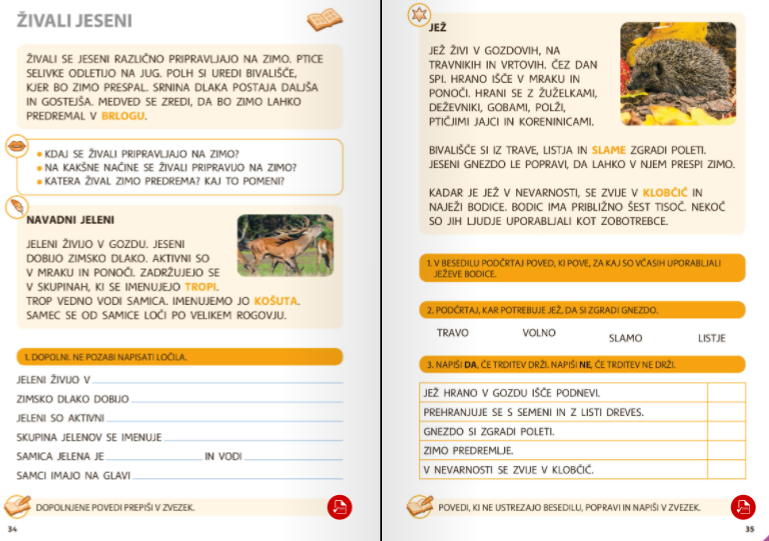 ŽIVALI JESENI
ŽIVALI SE JESENI RAZLIČNO PRIPRAVLJAJO NA ZIMO. PTICE
SELIVKE ODLETIJO NA JUG. POLH SI UREDI BIVALIŠČE,
KJER BO ZIMO PRESPAL. SRNINA DLAKA POSTAJA DALJŠA
IN GOSTEJŠA. MEDVED SE ZREDI, DA BO ZIMO LAHKO
PREDREMAL V BRLOGU.
• KDAJ SE ŽIVALI PRIPRAVLJAJO NA ZIMO?
• NA KAKŠNE NAČINE SE ŽIVALI PRIPRAVIJO NA ZIMO?
• KATERA ŽIVAL ZIMO PREDREMA? KAJ TO POMENI?
NAVADNI JELENI
JELENI ŽIVIJO V GOZDU. JESENI
DOBIJO ZIMSKO DLAKO. AKTIVNI SO
V MRAKU IN PONOČI. ZADRŽUJEJO SE
V SKUPINAH, KI SE IMENUJEJO TROPI.
TROP VEDNO VODI SAMICA. IMENUJEMO JO KOŠUTA.
SAMEC SE OD SAMICE LOČI PO VELIKEM ROGOVJU.
1. DOPOLNI. NE POZABI NAPISATI LOČILA.
JELENI ŽIVIJO V
ZIMSKO DLAKO DOBIJO
JELENI SO AKTIVNI
SKUPINA JELENOV SE IMENUJE
SAMICA JELENA JE IN VODI
SAMCI IMAJO NA GLAVI
DOPOLNJENE POVEDI PREPIŠI V ZVEZEK.
34
JEŽ
JEŽ ŽIVI V GOZDOVIH, NA
TRAVNIKIH IN VRTOVIH. ČEZ DAN
SPI. HRANO IŠČE V MRAKU IN
PONOČI. HRANI SE Z ŽUŽELKAMI,
DEŽEVNIKI, GOBAMI, POLŽI,
PTIČJIMI JAJCI IN KORENINICAMI.
BIVALIŠČE SI IZ TRAVE, LISTJA IN SLAME ZGRADI POLETI.
JESENI GNEZDO LE POPRAVI, DA LAHKO V NJEM PRESPI ZIMO.
KADAR JE JEŽ V NEVARNOSTI, SE ZVIJE V KLOBČIČ IN
NAJEŽI BODICE. BODIC IMA PRIBLIŽNO ŠEST TISOČ. NEKOČ
SO JIH LJUDJE UPORABLJALI KOT ZOBOTREBCE.
1. V BESEDILU PODČRTAJ POVED, KI POVE, ZA KAJ SO VČASIH UPORABLJALI
JEŽEVE BODICE.
2. PODČRTAJ, KAR POTREBUJE JEŽ, DA SI ZGRADI GNEZDO.
TRAVO VOLNO SLAMO LISTJE
3. NAPIŠI DA, ČE TRDITEV DRŽI. NAPIŠI NE, ČE TRDITEV NE DRŽI.
JEŽ HRANO V GOZDU IŠČE PODNEVI.
PREHRANJUJE SE S SEMENI IN Z LISTI DREVES.
GNEZDO SI ZGRADI POLETI.
ZIMO PREDREMLJE.
V NEVARNOSTI SE ZVIJE V KLOBČIČ.
POVEDI, KI NE USTREZAJO BESEDILU, POPRAVI IN NAPIŠI V ZVEZEK.
35